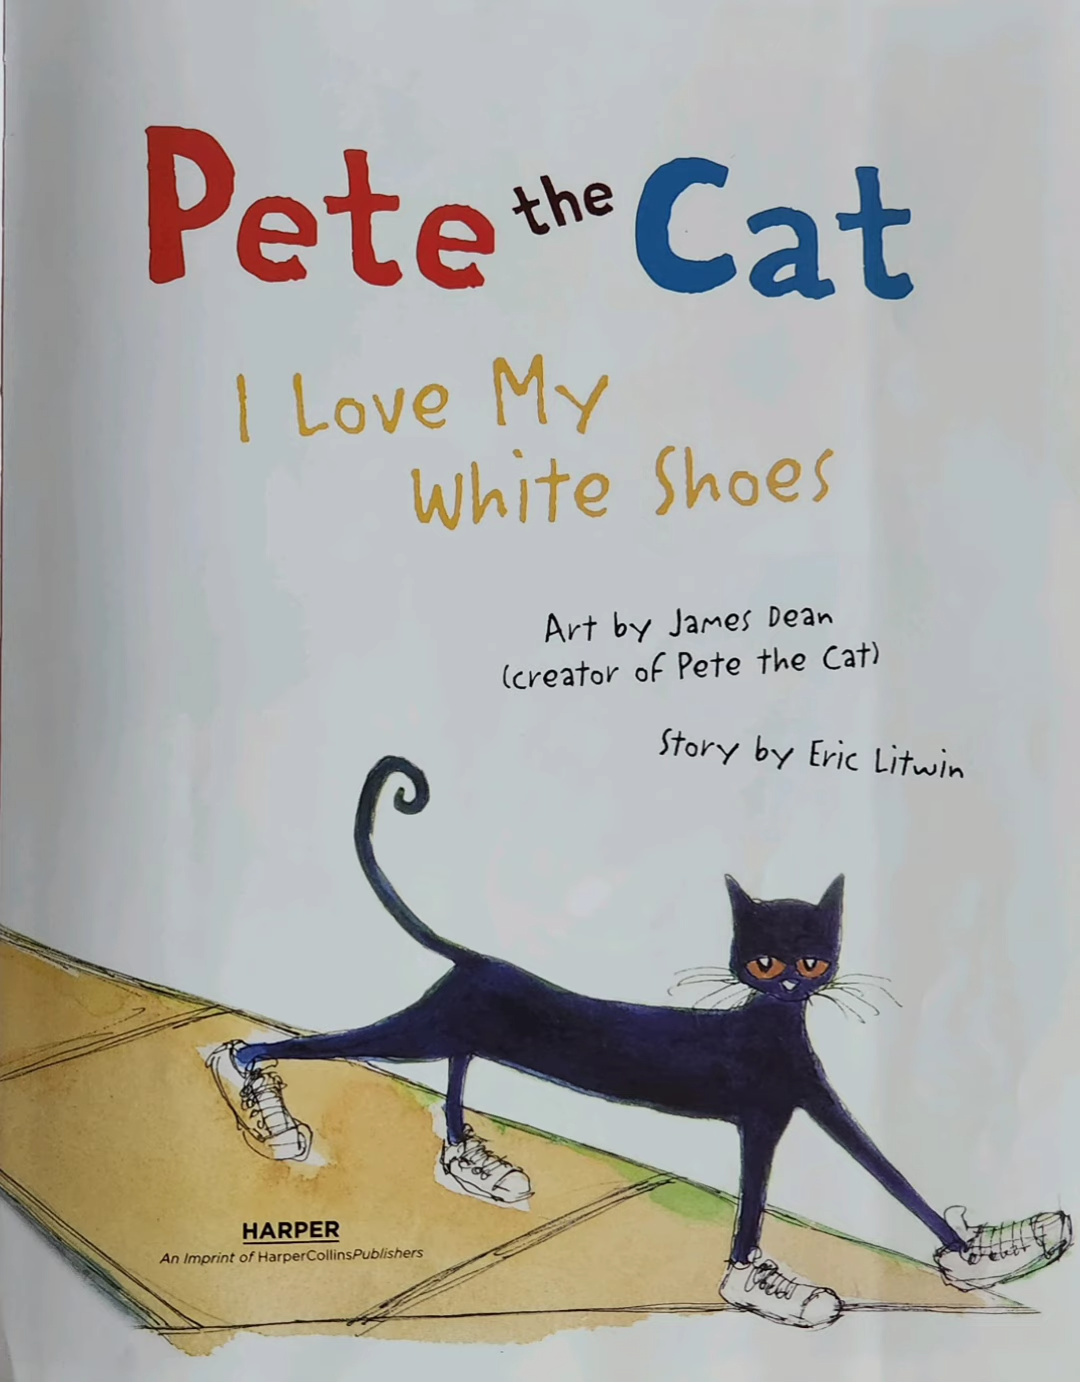 Pete the Cat
I Love My
White Shoes
Art by James Dean
(creator of Pete the Cat)
Story by Eric Litwin
HARPER
An Imprint of HarperCollinsPublishers